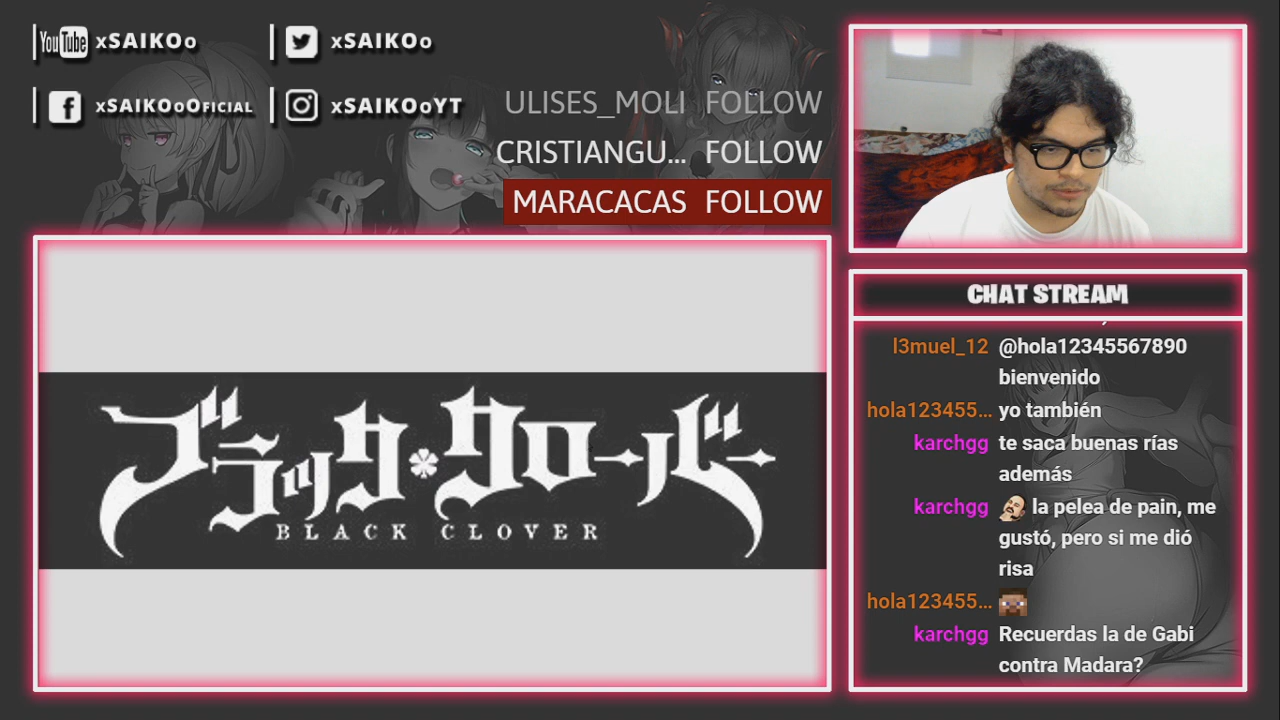 YouTube xSAIKOo
xSAIKOo
xSAIKOoOFICIAL
xSAIKOoYT
ULISES_MOLI FOLLOW
CRISTIANGU... FOLLOW
MARACACAS FOLLOW
ブラック・クローバー
BLACK CLOVER
CHAT STREAM
l3muel_12 @hola12345567890
bienvenido
hola123455... yo también
karchgg te saca buenas rías
además
karchgg la pelea de pain, me
gustó, pero si me dió
risa
hola123455...
karchgg Recuerdas la de Gabi
contra Madara?